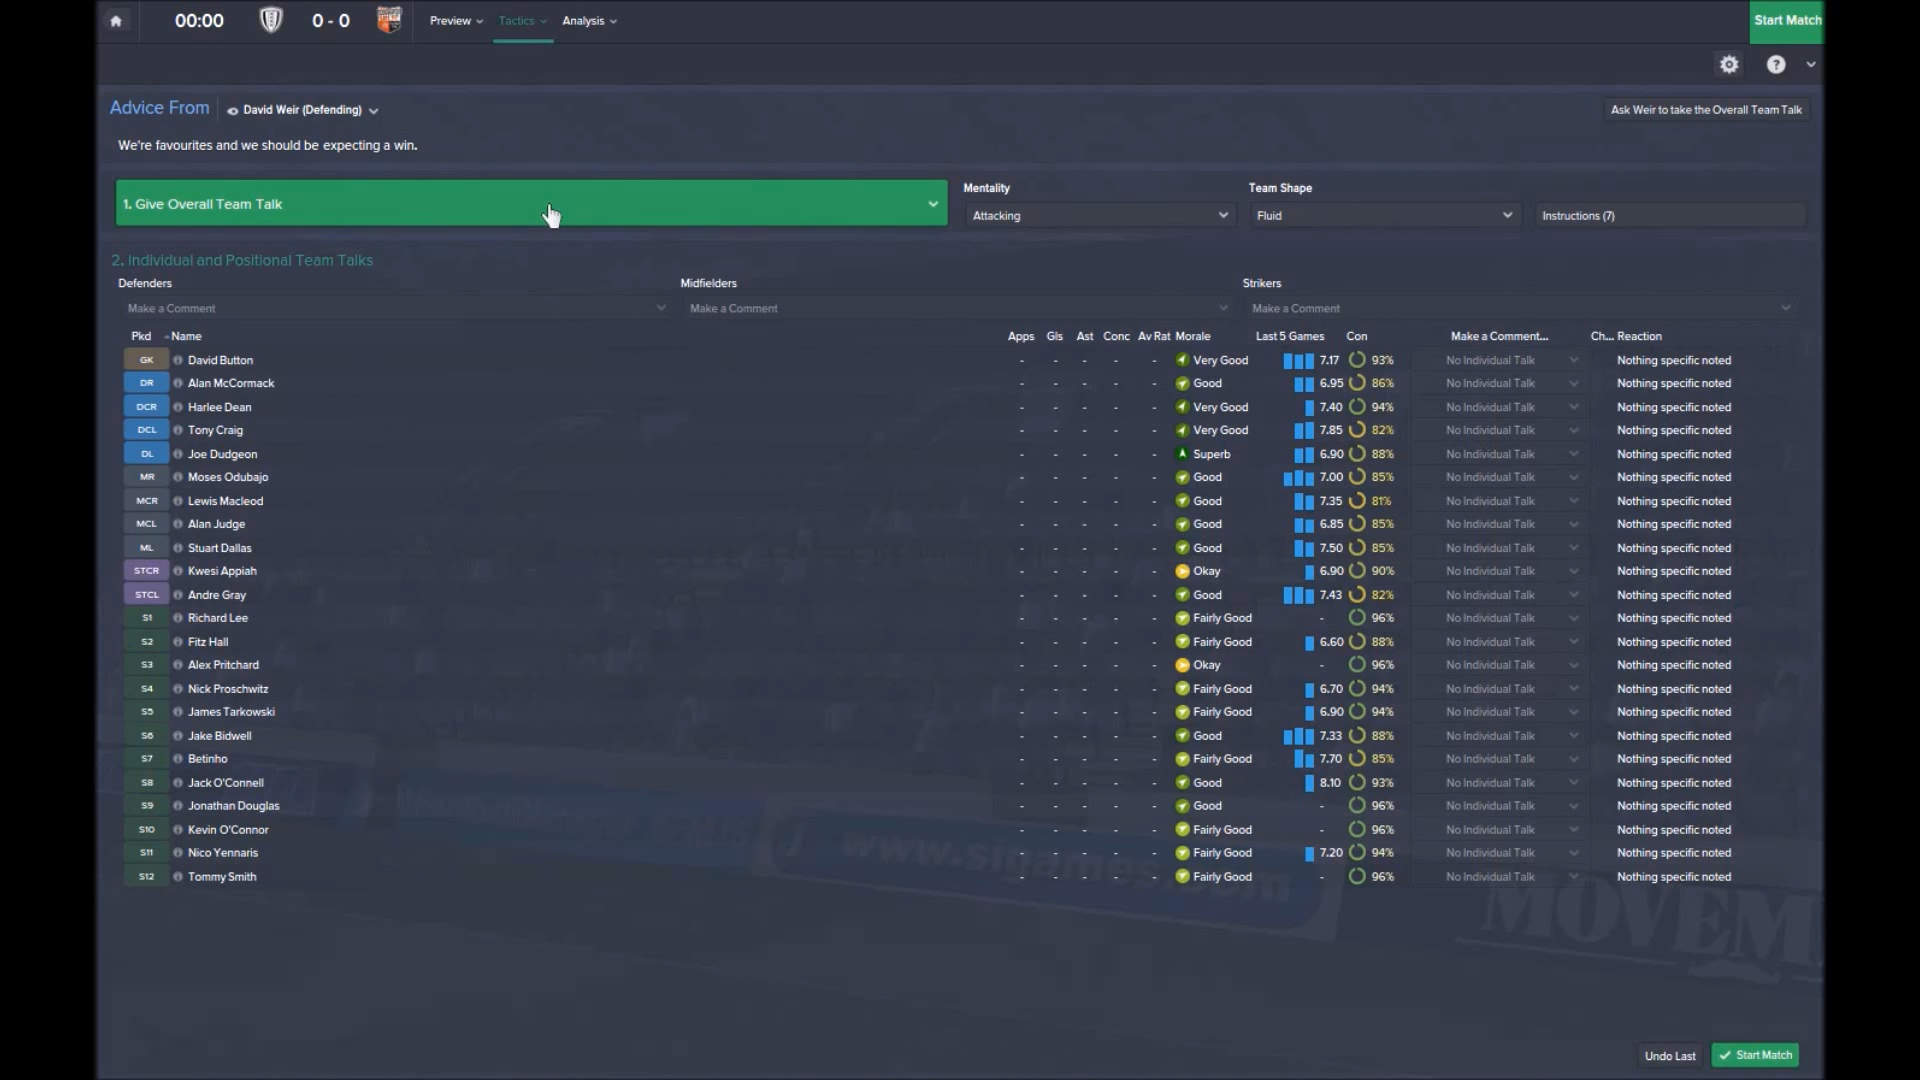 00:00 0 - 0 Preview Tactics Analysis Start Match
Advice From David Weir (Defending) Ask Weir to take the Overall Team Talk
We're favourites and we should be expecting a win.
Mentality Team Shape
1. Give Overall Team Talk Attacking Fluid Instructions (7)
2. Individual and Positional Team Talks
Defenders Midfielders Strikers
Make a Comment Make a Comment Make a Comment
Pkd Name Apps Gls Ast Conc Av Rat Morale Last 5 Games Con Make a Comment... Ch... Reaction
GK David Button - - - - - Very Good 7.17 93% No Individual Talk Nothing specific noted
DR Alan McCormack - - - - - Good 6.95 86% No Individual Talk Nothing specific noted
DCR Harlee Dean - - - - - Very Good 7.40 94% No Individual Talk Nothing specific noted
DCL Tony Craig - - - - - Very Good 7.85 82% No Individual Talk Nothing specific noted
DL Joe Dudgeon - - - - - Superb 6.90 88% No Individual Talk Nothing specific noted
MR Moses Odubajo - - - - - Good 7.00 85% No Individual Talk Nothing specific noted
MCR Lewis Macleod - - - - - Good 7.35 81% No Individual Talk Nothing specific noted
MCL Alan Judge - - - - - Good 6.85 85% No Individual Talk Nothing specific noted
ML Stuart Dallas - - - - - Good 7.50 85% No Individual Talk Nothing specific noted
STCR Kwesi Appiah - - - - - Okay 6.90 90% No Individual Talk Nothing specific noted
STCL Andre Gray - - - - - Good 7.43 82% No Individual Talk Nothing specific noted
S1 Richard Lee - - - - - Fairly Good - 96% No Individual Talk Nothing specific noted
S2 Fitz Hall - - - - - Fairly Good 6.60 88% No Individual Talk Nothing specific noted
S3 Alex Pritchard - - - - - Okay - 96% No Individual Talk Nothing specific noted
S4 Nick Proschwitz - - - - - Fairly Good 6.70 94% No Individual Talk Nothing specific noted
S5 James Tarkowski - - - - - Fairly Good 6.90 94% No Individual Talk Nothing specific noted
S6 Jake Bidwell - - - - - Good 7.33 88% No Individual Talk Nothing specific noted
S7 Betinho - - - - - Fairly Good 7.70 85% No Individual Talk Nothing specific noted
S8 Jack O'Connell - - - - - Good 8.10 93% No Individual Talk Nothing specific noted
S9 Jonathan Douglas - - - - - Good - 96% No Individual Talk Nothing specific noted
S10 Kevin O'Connor - - - - - Fairly Good - 96% No Individual Talk Nothing specific noted
S11 Nico Yennaris - - - - - Fairly Good 7.20 94% No Individual Talk Nothing specific noted
S12 Tommy Smith - - - - - Fairly Good - 96% No Individual Talk Nothing specific noted
www.sigames.com
MOVEM
Undo Last Start Match